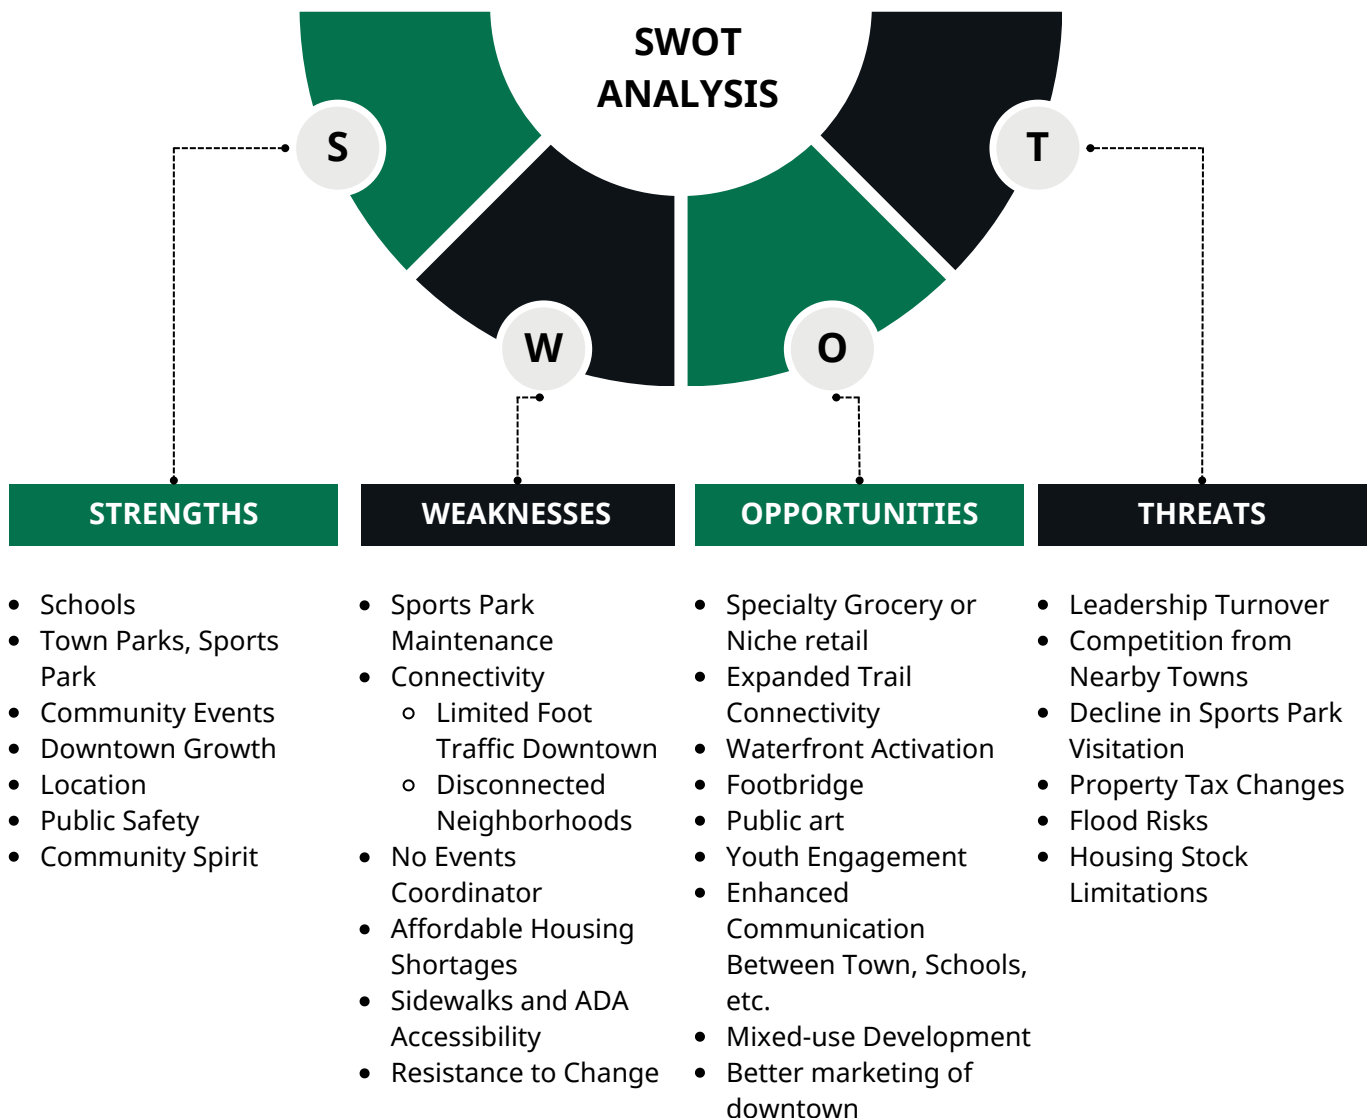 SWOT
ANALYSIS
S
T
W
O
STRENGTHS
• Schools
• Town Parks, Sports
Park
• Community Events
• Downtown Growth
• Location
• Public Safety
• Community Spirit
WEAKNESSES
• Sports Park
Maintenance
• Connectivity
○ Limited Foot
Traffic Downtown
○ Disconnected
Neighborhoods
• No Events
Coordinator
• Affordable Housing
Shortages
• Sidewalks and ADA
Accessibility
• Resistance to Change
OPPORTUNITIES
• Specialty Grocery or
Niche retail
• Expanded Trail
Connectivity
• Waterfront Activation
• Footbridge
• Public art
• Youth Engagement
• Enhanced
Communication
Between Town, Schools,
etc.
• Mixed-use Development
• Better marketing of
downtown
THREATS
• Leadership Turnover
• Competition from
Nearby Towns
• Decline in Sports Park
Visitation
• Property Tax Changes
• Flood Risks
• Housing Stock
Limitations